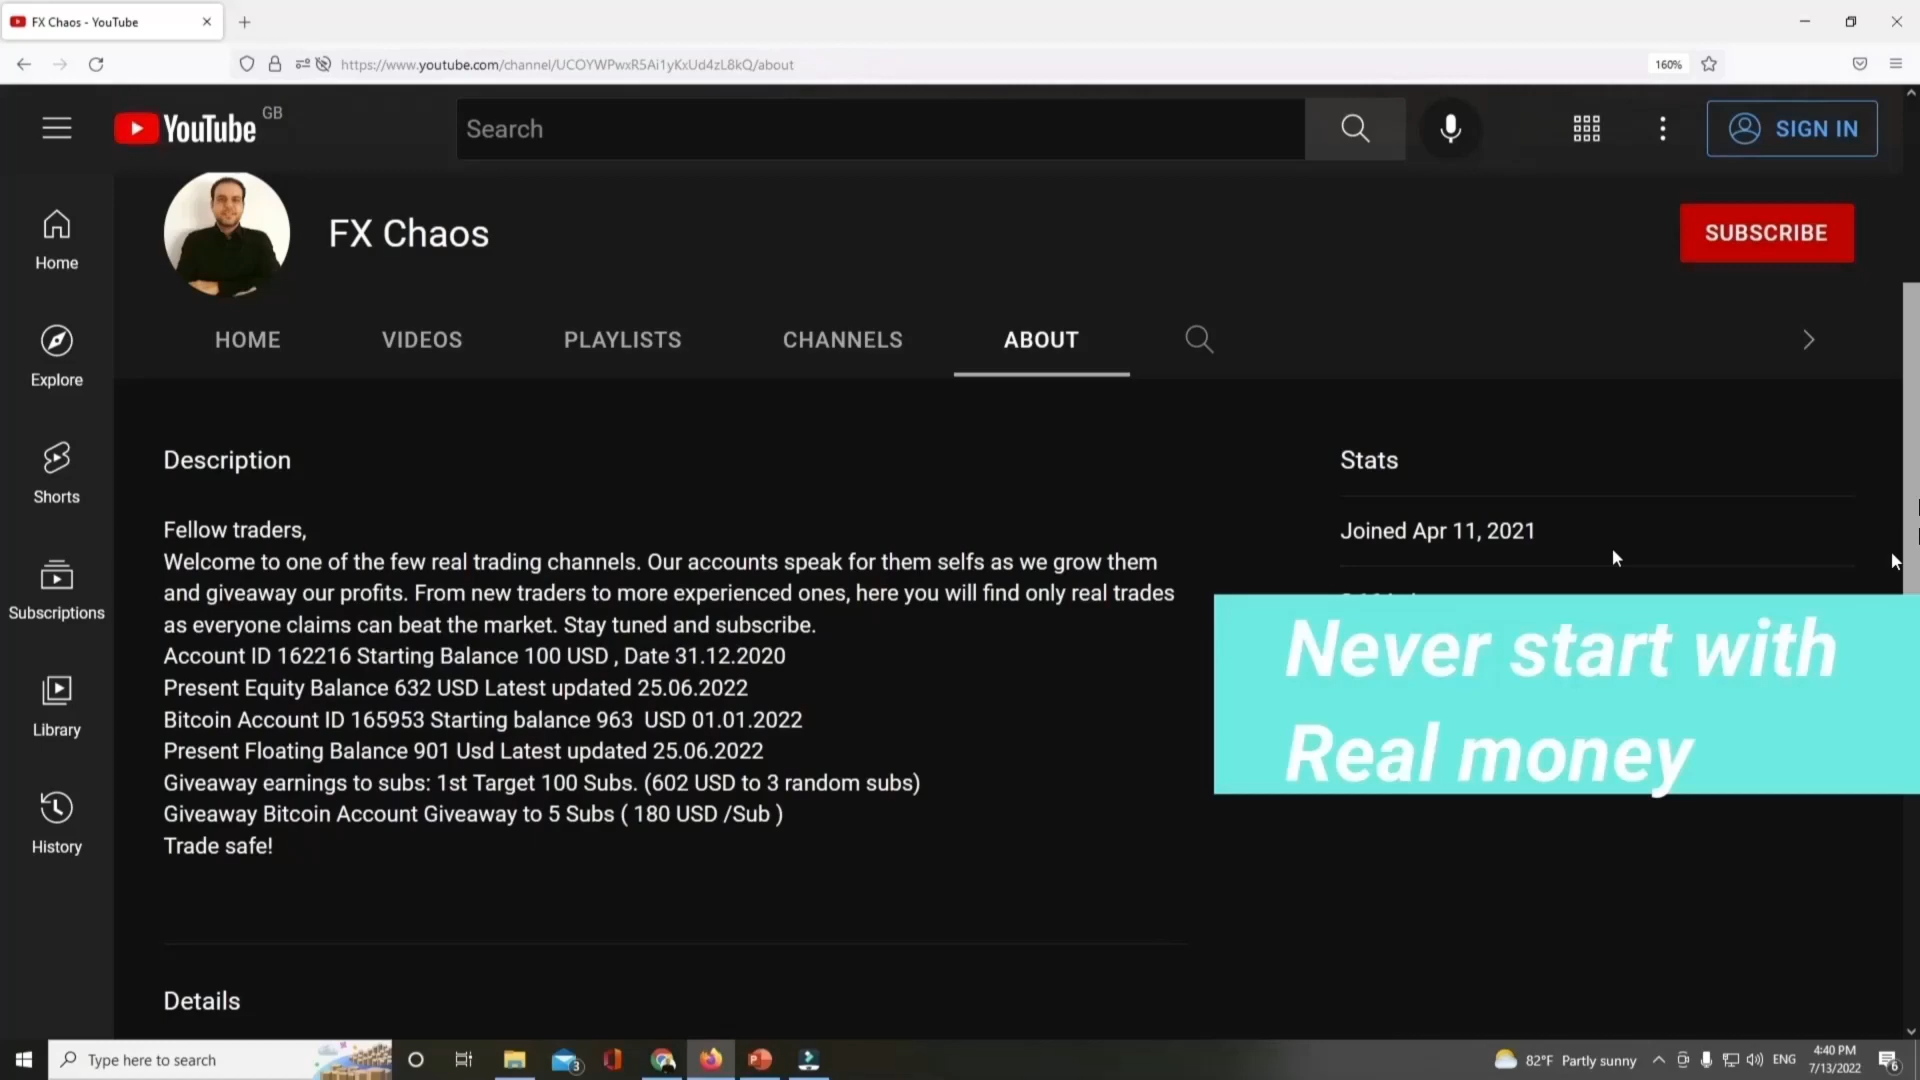 FX Chaos - YouTube
https://www.youtube.com/channel/UCOYWPwxR5Ai1yKxUd4zL8kQ/about
160%
YouTube GB
Search
SIGN IN
FX Chaos
SUBSCRIBE
HOME VIDEOS PLAYLISTS CHANNELS ABOUT
Home
Explore
Shorts
Subscriptions
Library
History
Description
Fellow traders,
Welcome to one of the few real trading channels. Our accounts speak for them selfs as we grow them
and giveaway our profits. From new traders to more experienced ones, here you will find only real trades
as everyone claims can beat the market. Stay tuned and subscribe.
Account ID 162216 Starting Balance 100 USD , Date 31.12.2020
Present Equity Balance 632 USD Latest updated 25.06.2022
Bitcoin Account ID 165953 Starting balance 963  USD 01.01.2022
Present Floating Balance 901 Usd Latest updated 25.06.2022
Giveaway earnings to subs: 1st Target 100 Subs. (602 USD to 3 random subs)
Giveaway Bitcoin Account Giveaway to 5 Subs ( 180 USD /Sub )
Trade safe!
Details
Stats
Joined Apr 11, 2021
Never start with
Real money
Type here to search
3
82°F Partly sunny
ENG
4:40 PM
7/13/2022
6